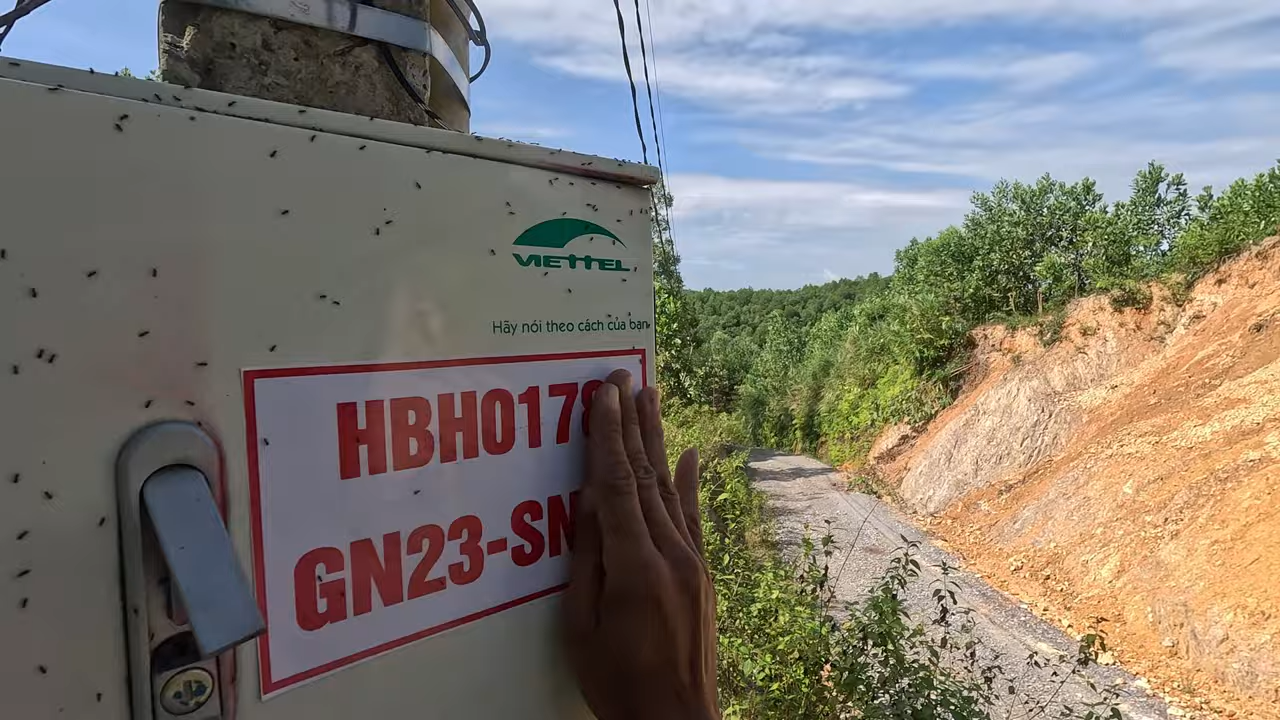 VIETTEL
Hãy nói theo cách của bạn
HBH0178
GN23-SN